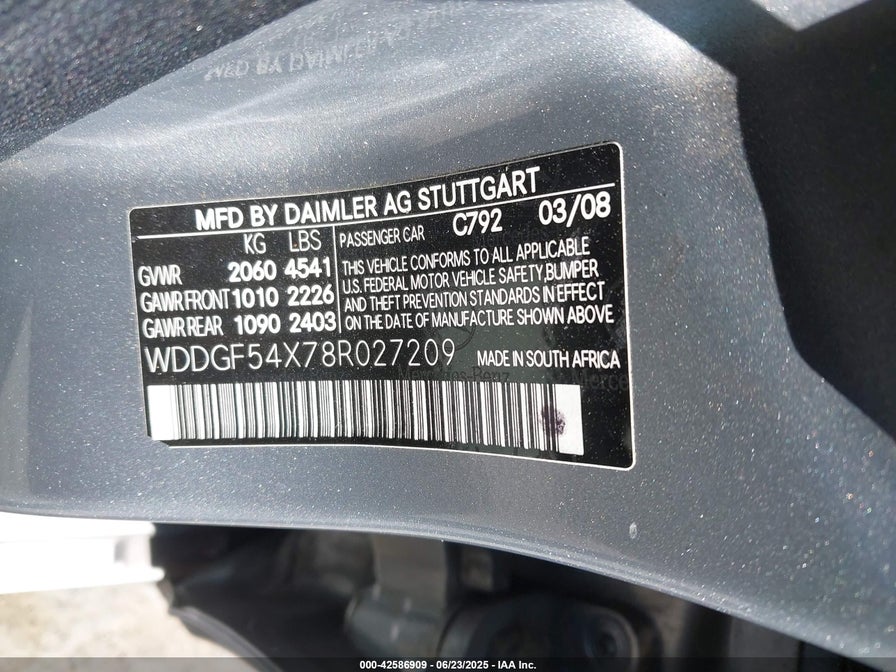 MFD BY DAIMLER AG STUTTGART
C792 03/08
KG LBS PASSENGER CAR
GVWR 2060 4541
GAWR FRONT 1010 2226
GAWR REAR 1090 2403
THIS VEHICLE CONFORMS TO ALL APPLICABLE
U.S. FEDERAL MOTOR VEHICLE SAFETY, BUMPER
AND THEFT PREVENTION STANDARDS IN EFFECT
ON THE DATE OF MANUFACTURE SHOWN ABOVE
WDDGF54X78R027209 MADE IN SOUTH AFRICA
Mercedes-Benz
000-42586909 - 06/23/2025 - IAA Inc.